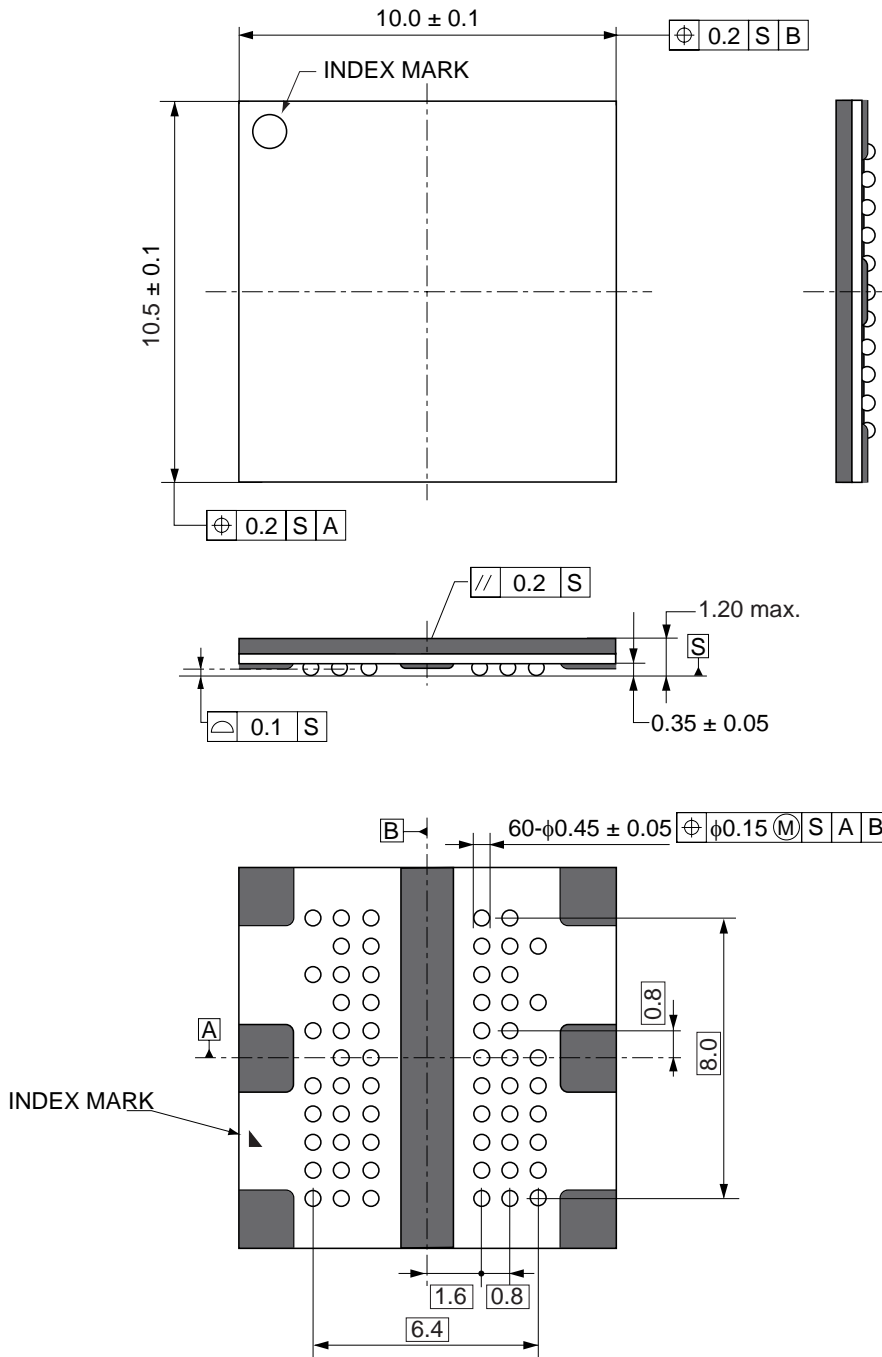 10.0 ± 0.1
⌖ 0.2 S B
INDEX MARK
10.5 ± 0.1
⌖ 0.2 S A
// 0.2 S
1.20 max.
S
⌓ 0.1 S
0.35 ± 0.05
B
60-ϕ0.45 ± 0.05 ⌖ ϕ0.15 Ⓜ S A B
0.8
A
8.0
INDEX MARK
1.6 0.8
6.4